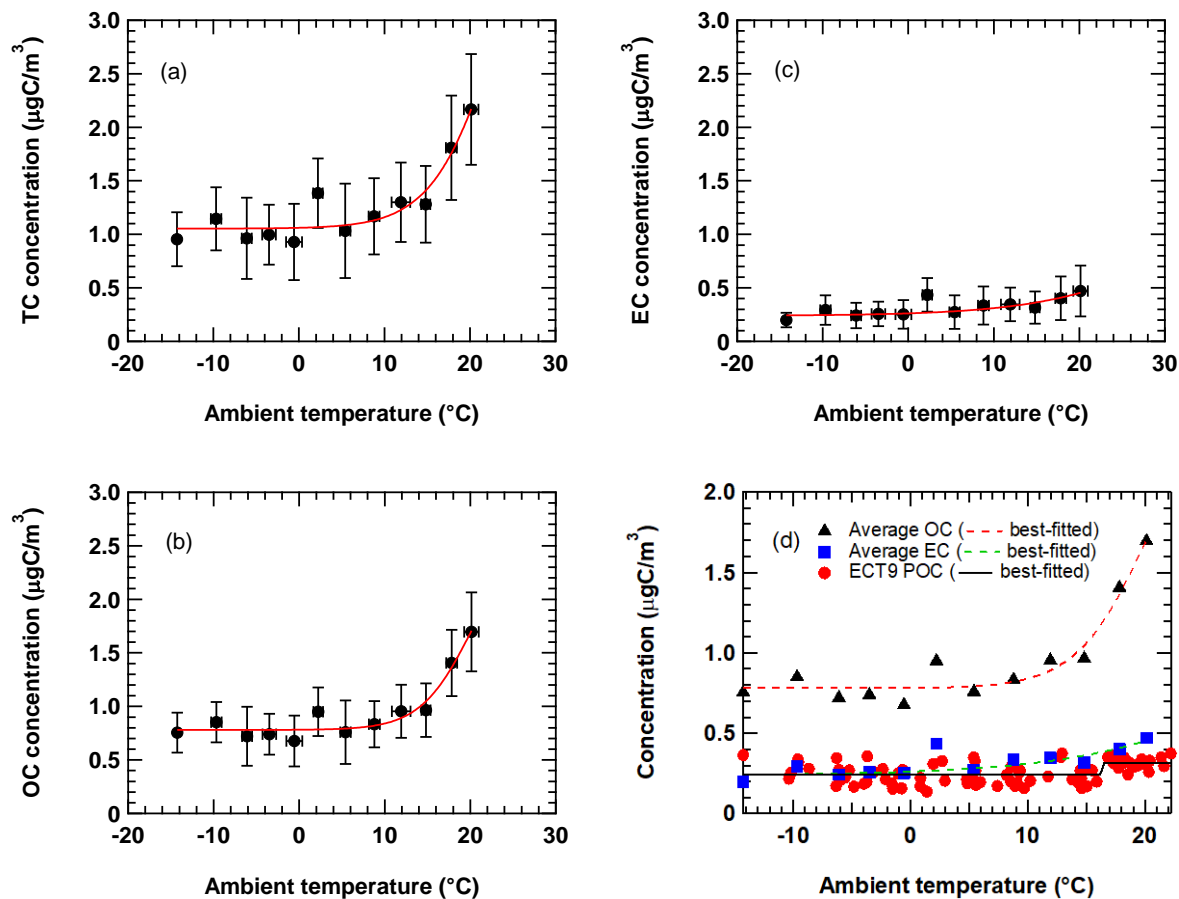 3.0
2.5
2.0
1.5
1.0
0.5
0
TC concentration (µgC/m³)
(a)
-20 -10 0 10 20 30
Ambient temperature (°C)
3.0
2.5
2.0
1.5
1.0
0.5
0
EC concentration (µgC/m³)
(c)
-20 -10 0 10 20 30
Ambient temperature (°C)
3.0
2.5
2.0
1.5
1.0
0.5
0
OC concentration (µgC/m³)
(b)
-20 -10 0 10 20 30
Ambient temperature (°C)
2.0
1.5
1.0
0.5
0
Concentration (µgC/m³)
(d)
Average OC ( best-fitted)
Average EC ( best-fitted)
ECT9 POC ( best-fitted)
-10 0 10 20
Ambient temperature (°C)